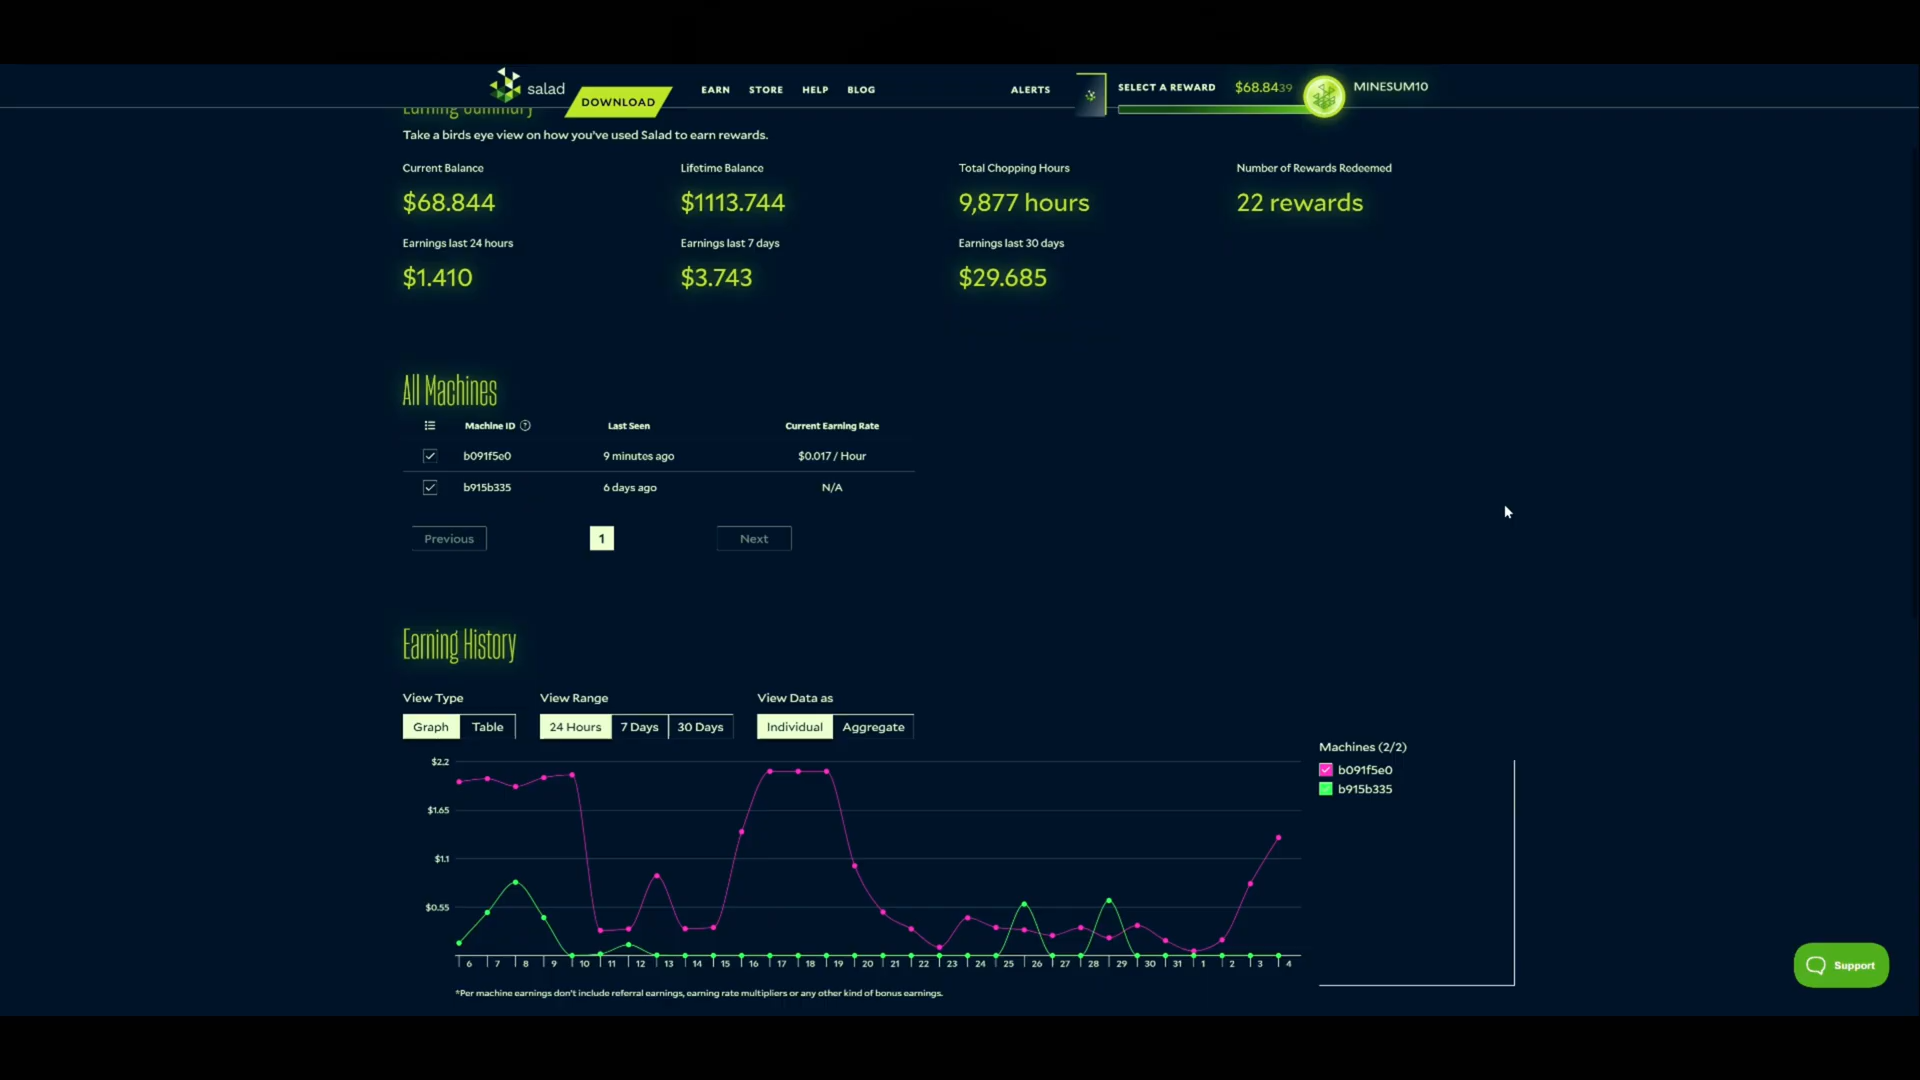 salad
DOWNLOAD
EARN
STORE
HELP
BLOG
ALERTS
SELECT A REWARD
$68.8439
MINESUM10
Earning Summary
Take a birds eye view on how you've used Salad to earn rewards.
Current Balance
Lifetime Balance
Total Chopping Hours
Number of Rewards Redeemed
$68.844
$1113.744
9,877 hours
22 rewards
Earnings last 24 hours
Earnings last 7 days
Earnings last 30 days
$1.410
$3.743
$29.685
All Machines
Machine ID ?
Last Seen
Current Earning Rate
b091f5e0
9 minutes ago
$0.017 / Hour
b915b335
6 days ago
N/A
Previous
1
Next
Earning History
View Type
View Range
View Data as
Graph
Table
24 Hours
7 Days
30 Days
Individual
Aggregate
Machines (2/2)
b091f5e0
b915b335
$2.2
$1.65
$1.1
$0.55
6 7 8 9 10 11 12 13 14 15 16 17 18 19 20 21 22 23 24 25 26 27 28 29 30 31 1 2 3 4
*Per machine earnings don't include referral earnings, earning rate multipliers or any other kind of bonus earnings.
Support